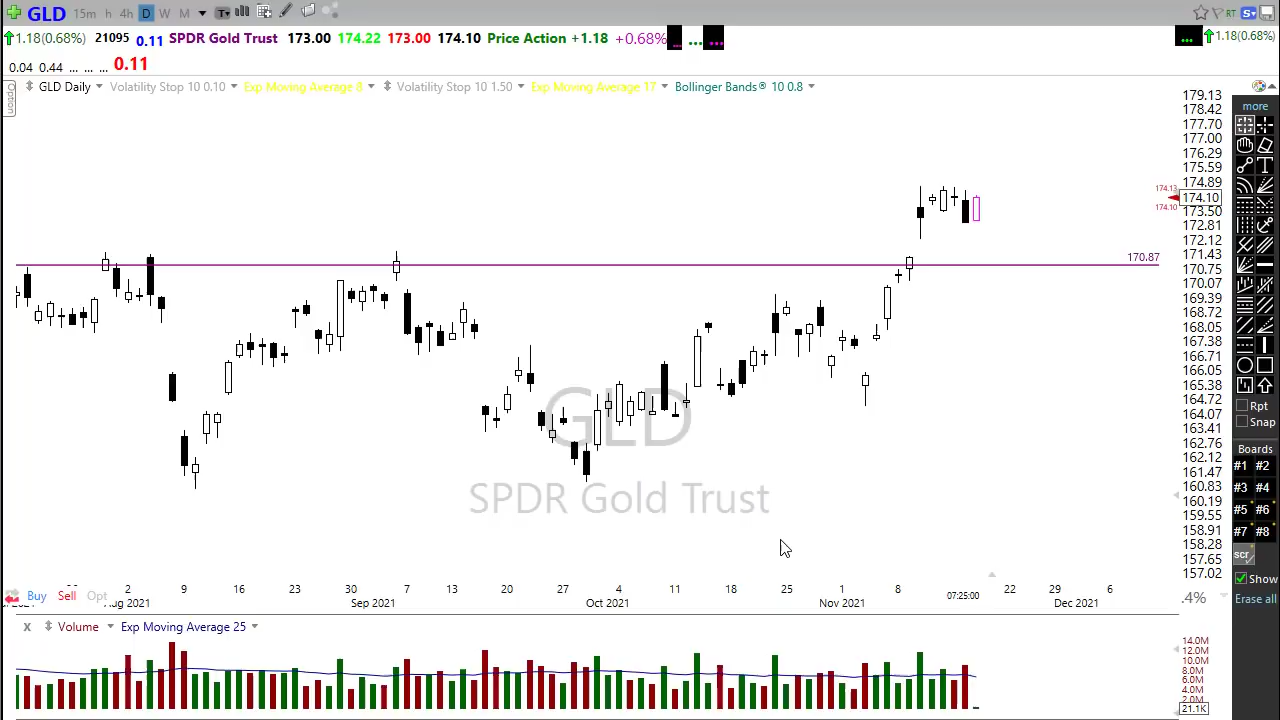 GLD 15m h 4h D W M T RT S
1.18(0.68%) 21095 0.11 SPDR Gold Trust 173.00 174.22 173.00 174.10 Price Action +1.18 +0.68% ... ... ... ... 1.18(0.68%)
0.04 0.44 ... ... ... 0.11
Option
GLD Daily Volatility Stop 10 0.10 Exp Moving Average 8 Volatility Stop 10 1.50 Exp Moving Average 17 Bollinger Bands® 10 0.8
179.13
178.42
177.70
177.00
176.29
175.59
174.89
174.13
174.10
174.10
173.50
172.81
172.12
171.43
170.87
170.75
170.07
169.39
168.72
168.05
167.38
166.71
166.05
165.38
164.72
164.07
163.41
162.76
162.12
161.47
160.83
160.19
159.55
158.91
158.28
157.65
157.02
GLD
SPDR Gold Trust
more
T
Rpt
Snap
Boards
#1 #2
#3 #4
#5 #6
#7 #8
scr
Show
Erase all
2 9 16 23 30 7 13 20 27 4 11 18 25 1 8 07:25:00 22 29 6
Aug 2021 Sep 2021 Oct 2021 Nov 2021 Dec 2021
Buy Sell Opt
.4%
X Volume Exp Moving Average 25
14.0M
12.0M
10.0M
8.0M
6.0M
4.0M
2.0M
21.1K